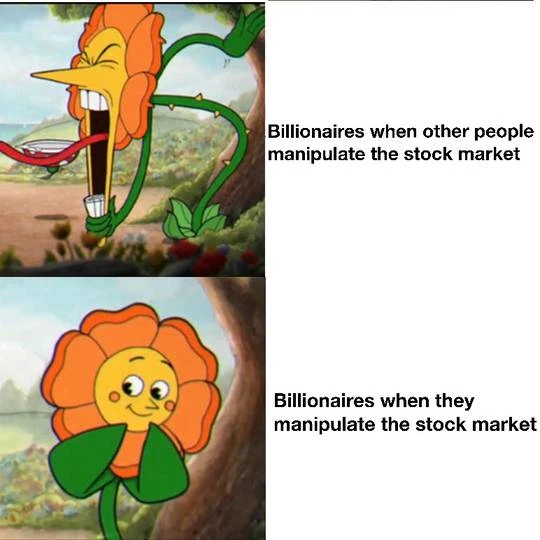 Billionaires when other people
manipulate the stock market
Billionaires when they
manipulate the stock market